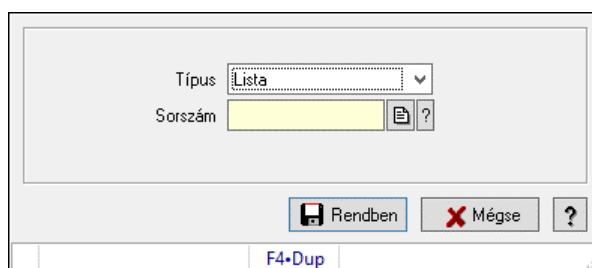 Típus Lista
Sorszám ?
Rendben Mégse ?
F4•Dup